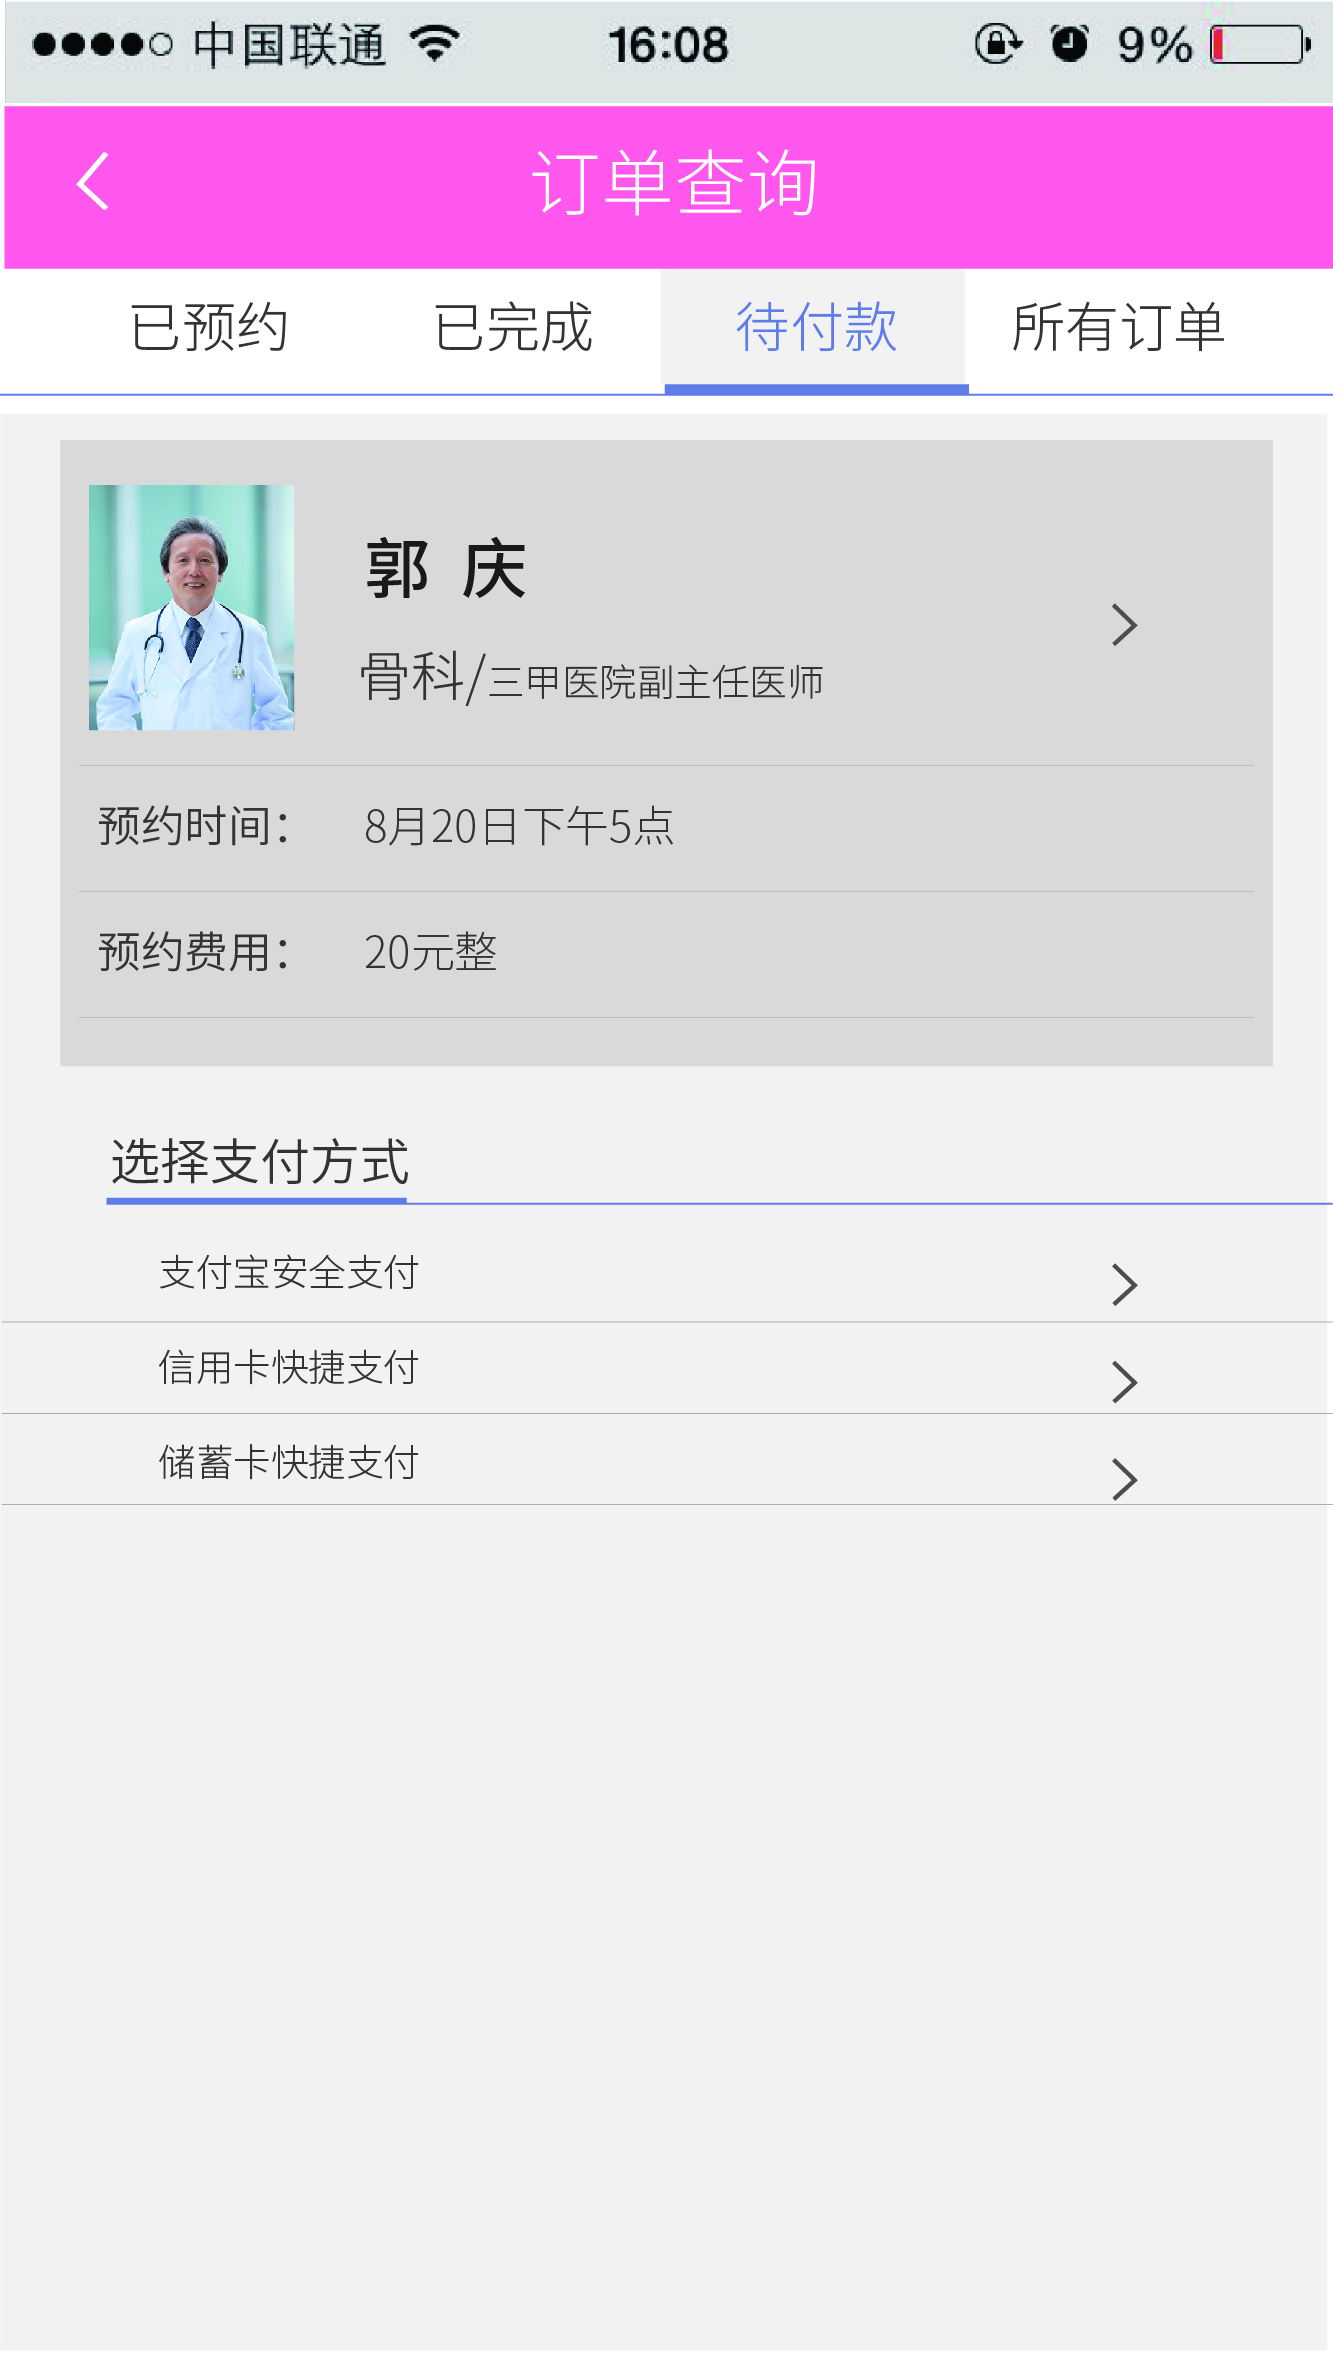 中国联通 16:08 9%
订单查询
已预约 已完成 待付款 所有订单
郭 庆
骨科/三甲医院副主任医师
预约时间： 8月20日下午5点
预约费用： 20元整
选择支付方式
支付宝安全支付
信用卡快捷支付
储蓄卡快捷支付